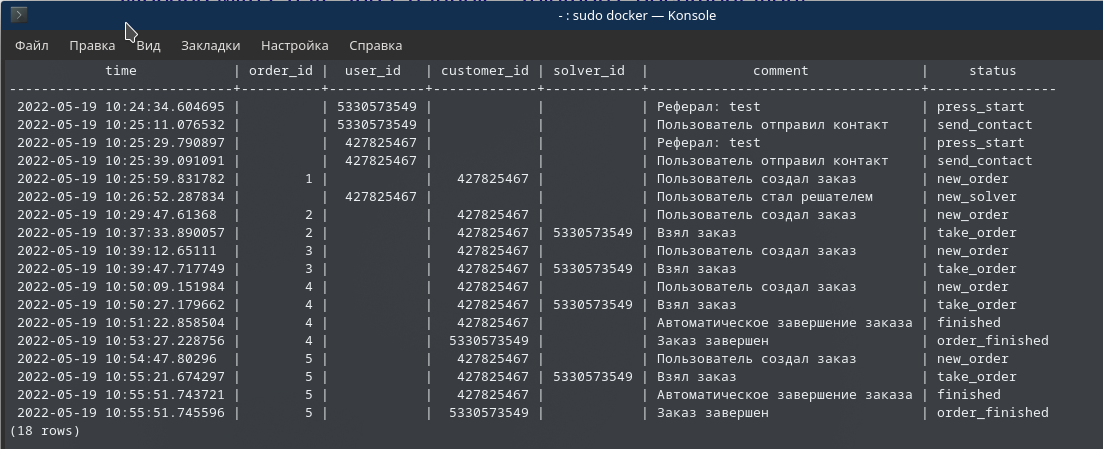 - : sudo docker — Konsole
Файл Правка Вид Закладки Настройка Справка
time | order_id | user_id | customer_id | solver_id | comment | status
----------------------------+----------+------------+-------------+------------+----------------------------------+----------------
2022-05-19 10:24:34.604695 | | 5330573549 | | | Реферал: test | press_start
2022-05-19 10:25:11.076532 | | 5330573549 | | | Пользователь отправил контакт | send_contact
2022-05-19 10:25:29.790897 | | 427825467 | | | Реферал: test | press_start
2022-05-19 10:25:39.091091 | | 427825467 | | | Пользователь отправил контакт | send_contact
2022-05-19 10:25:59.831782 | 1 | | 427825467 | | Пользователь создал заказ | new_order
2022-05-19 10:26:52.287834 | | 427825467 | | | Пользователь стал решателем | new_solver
2022-05-19 10:29:47.61368 | 2 | | 427825467 | | Пользователь создал заказ | new_order
2022-05-19 10:37:33.890057 | 2 | | 427825467 | 5330573549 | Взял заказ | take_order
2022-05-19 10:39:12.65111 | 3 | | 427825467 | | Пользователь создал заказ | new_order
2022-05-19 10:39:47.717749 | 3 | | 427825467 | 5330573549 | Взял заказ | take_order
2022-05-19 10:50:09.151984 | 4 | | 427825467 | | Пользователь создал заказ | new_order
2022-05-19 10:50:27.179662 | 4 | | 427825467 | 5330573549 | Взял заказ | take_order
2022-05-19 10:51:22.858504 | 4 | | 427825467 | | Автоматическое завершение заказа | finished
2022-05-19 10:53:27.228756 | 4 | | 5330573549 | | Заказ завершен | order_finished
2022-05-19 10:54:47.80296 | 5 | | 427825467 | | Пользователь создал заказ | new_order
2022-05-19 10:55:21.674297 | 5 | | 427825467 | 5330573549 | Взял заказ | take_order
2022-05-19 10:55:51.743721 | 5 | | 427825467 | | Автоматическое завершение заказа | finished
2022-05-19 10:55:51.745596 | 5 | | 5330573549 | | Заказ завершен | order_finished
(18 rows)